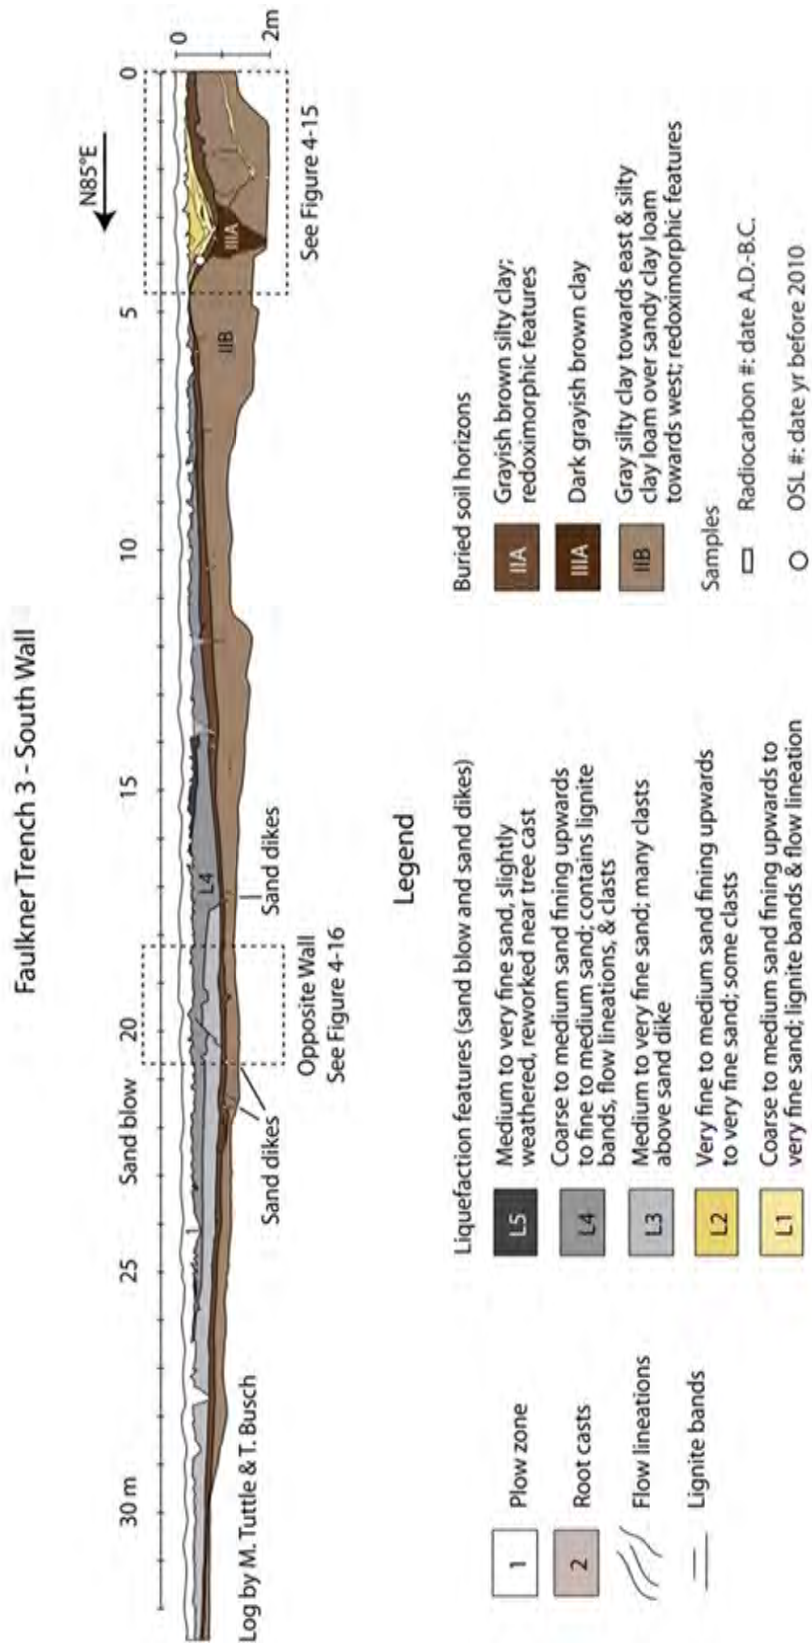 Faulkner Trench 3 - South Wall
N85°E
30 m
25
Sand blow
20
15
10
5
0
0
2m
1
L4
IIB
IIIA
Sand dikes
Opposite Wall
See Figure 4-16
Sand dikes
See Figure 4-15
Log by M. Tuttle & T. Busch
Legend
1
Plow zone
2
Root casts
Flow lineations
Lignite bands
Liquefaction features (sand blow and sand dikes)
L5
Medium to very fine sand, slightly
weathered, reworked near tree cast
L4
Coarse to medium sand fining upwards
to fine to medium sand; contains lignite
bands, flow lineations, & clasts
L3
Medium to very fine sand; many clasts
above sand dike
L2
Very fine to medium sand fining upwards
to very fine sand; some clasts
L1
Coarse to medium sand fining upwards to
very fine sand; lignite bands & flow lineation
Buried soil horizons
IIA
Grayish brown silty clay;
redoximorphic features
IIIA
Dark grayish brown clay
IIB
Gray silty clay towards east & silty
clay loam over sandy clay loam
towards west; redoximorphic features
Samples
Radiocarbon #: date A.D.-B.C.
OSL #: date yr before 2010